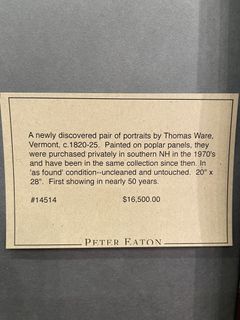 A newly discovered pair of portraits by Thomas Ware,
Vermont, c.1820-25. Painted on poplar panels, they
were purchased privately in southern NH in the 1970's
and have been in the same collection since then. In
'as found' condition--uncleaned and untouched. 20" x
28". First showing in nearly 50 years.
#14514 $16,500.00
PETER EATON